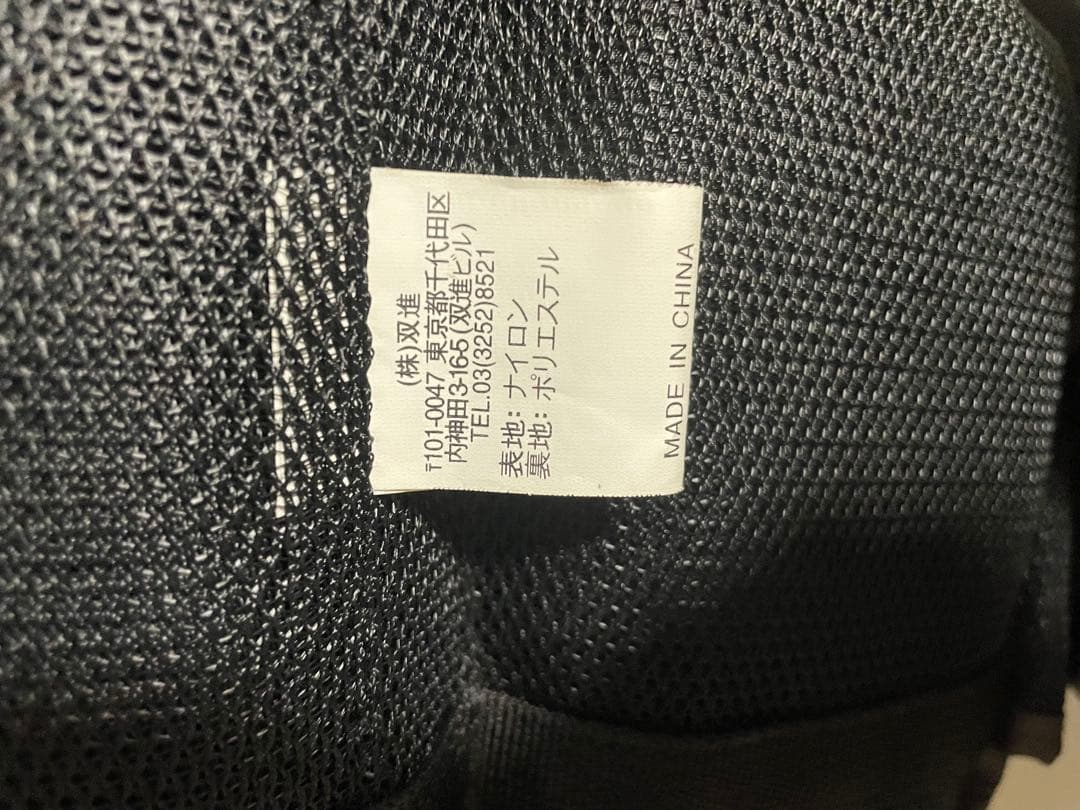 (株)双進
〒101-0047 東京都千代田区
内神田3-16-5 (双進ビル)
TEL.03(3252)8521
表地: ナイロン
裏地: ポリエステル
MADE IN CHINA